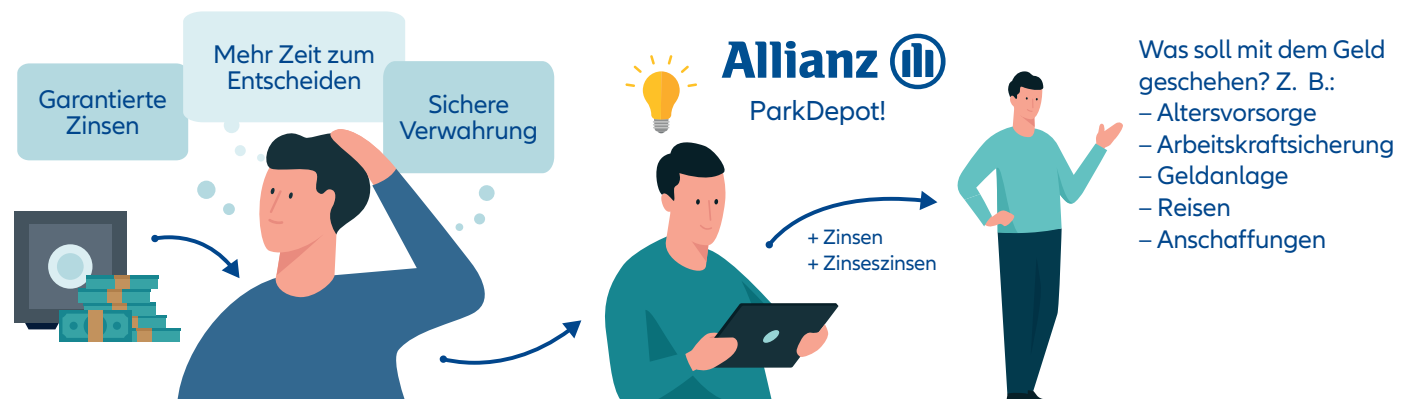 Garantierte
Zinsen
Mehr Zeit zum
Entscheiden
Sichere
Verwahrung
Allianz
ParkDepot!
+ Zinsen
+ Zinseszinsen
Was soll mit dem Geld
geschehen? Z. B.:
– Altersvorsorge
– Arbeitskraftsicherung
– Geldanlage
– Reisen
– Anschaffungen